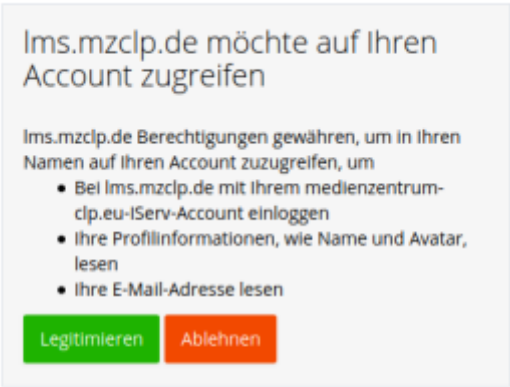 lms.mzclp.de möchte auf Ihren
Account zugreifen
lms.mzclp.de Berechtigungen gewähren, um in Ihren
Namen auf Ihren Account zuzugreifen, um
• Bei lms.mzclp.de mit Ihrem medienzentrum-
clp.eu-IServ-Account einloggen
• Ihre Profilinformationen, wie Name und Avatar,
lesen
• Ihre E-Mail-Adresse lesen
Legitimieren Ablehnen